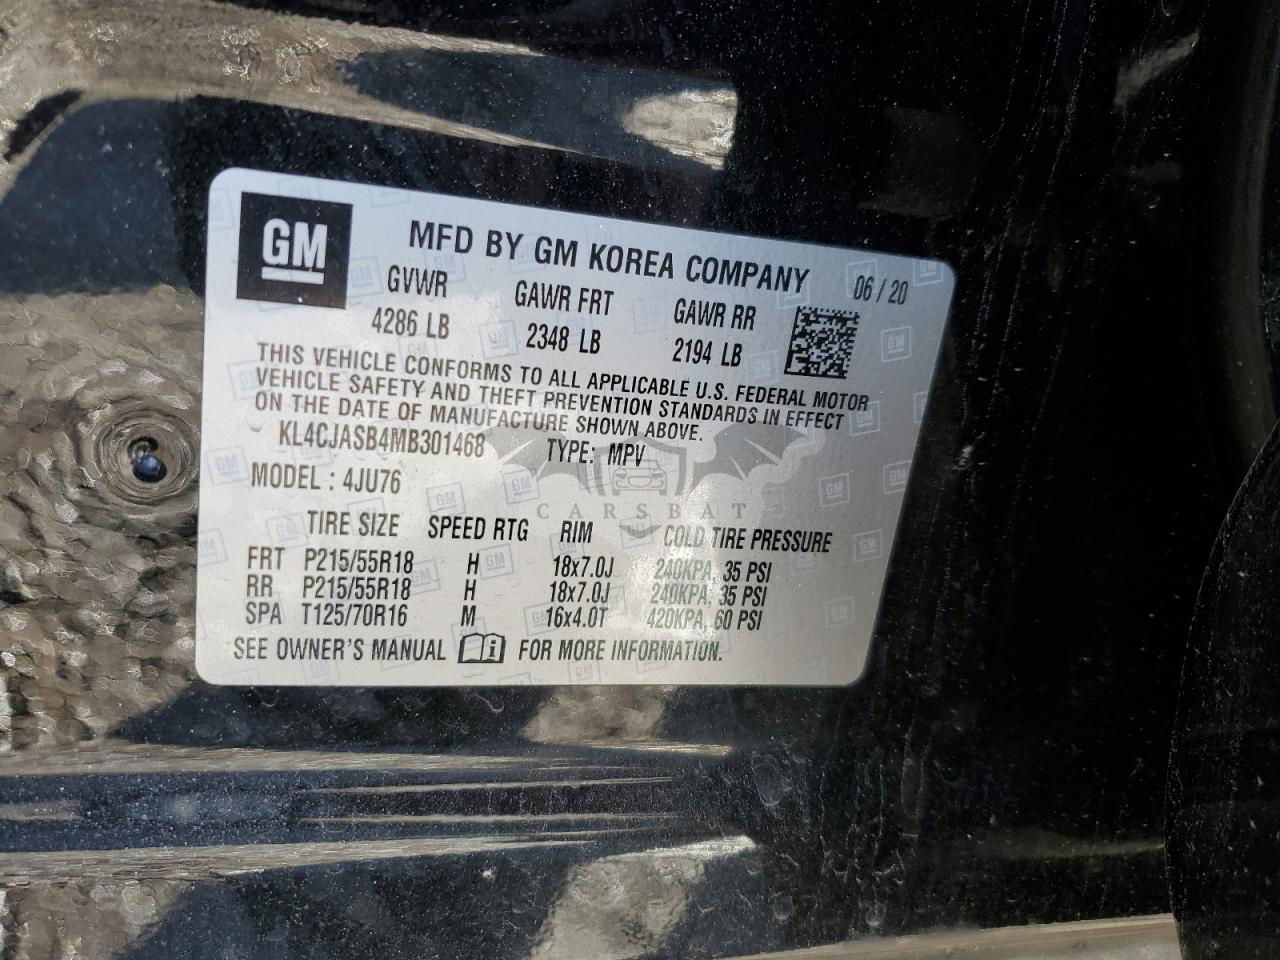 GM
MFD BY GM KOREA COMPANY
06 / 20
GVWR GAWR FRT GAWR RR
4286 LB 2348 LB 2194 LB
THIS VEHICLE CONFORMS TO ALL APPLICABLE U.S. FEDERAL MOTOR
VEHICLE SAFETY AND THEFT PREVENTION STANDARDS IN EFFECT
ON THE DATE OF MANUFACTURE SHOWN ABOVE.
KL4CJASB4MB301468 TYPE: MPV
MODEL : 4JU76
CARSBAT
TIRE SIZE SPEED RTG RIM COLD TIRE PRESSURE
FRT P215/55R18 H 18x7.0J 240KPA, 35 PSI
RR P215/55R18 H 18x7.0J 240KPA, 35 PSI
SPA T125/70R16 M 16x4.0T 420KPA, 60 PSI
SEE OWNER'S MANUAL i FOR MORE INFORMATION.